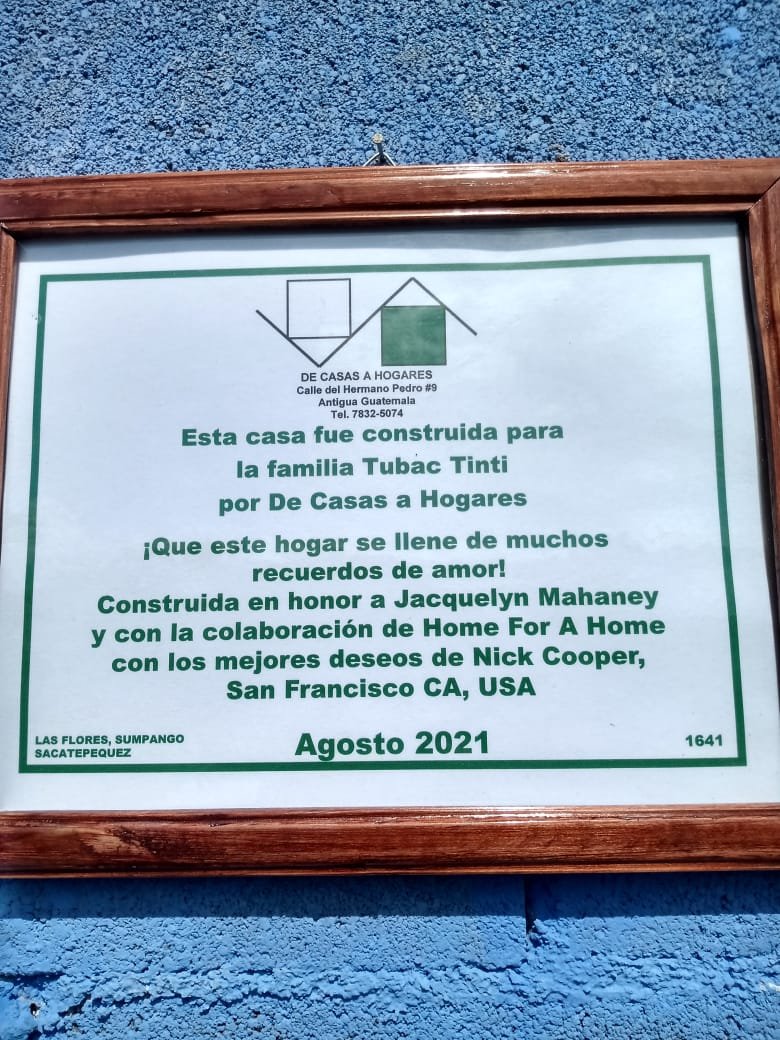 DE CASAS A HOGARES
Calle del Hermano Pedro #9
Antigua Guatemala
Tel. 7832-5074
Esta casa fue construida para
la familia Tubac Tinti
por De Casas a Hogares
¡Que este hogar se llene de muchos
recuerdos de amor!
Construida en honor a Jacquelyn Mahaney
y con la colaboración de Home For A Home
con los mejores deseos de Nick Cooper,
San Francisco CA, USA
LAS FLORES, SUMPANGO
SACATEPEQUEZ
Agosto 2021
1641